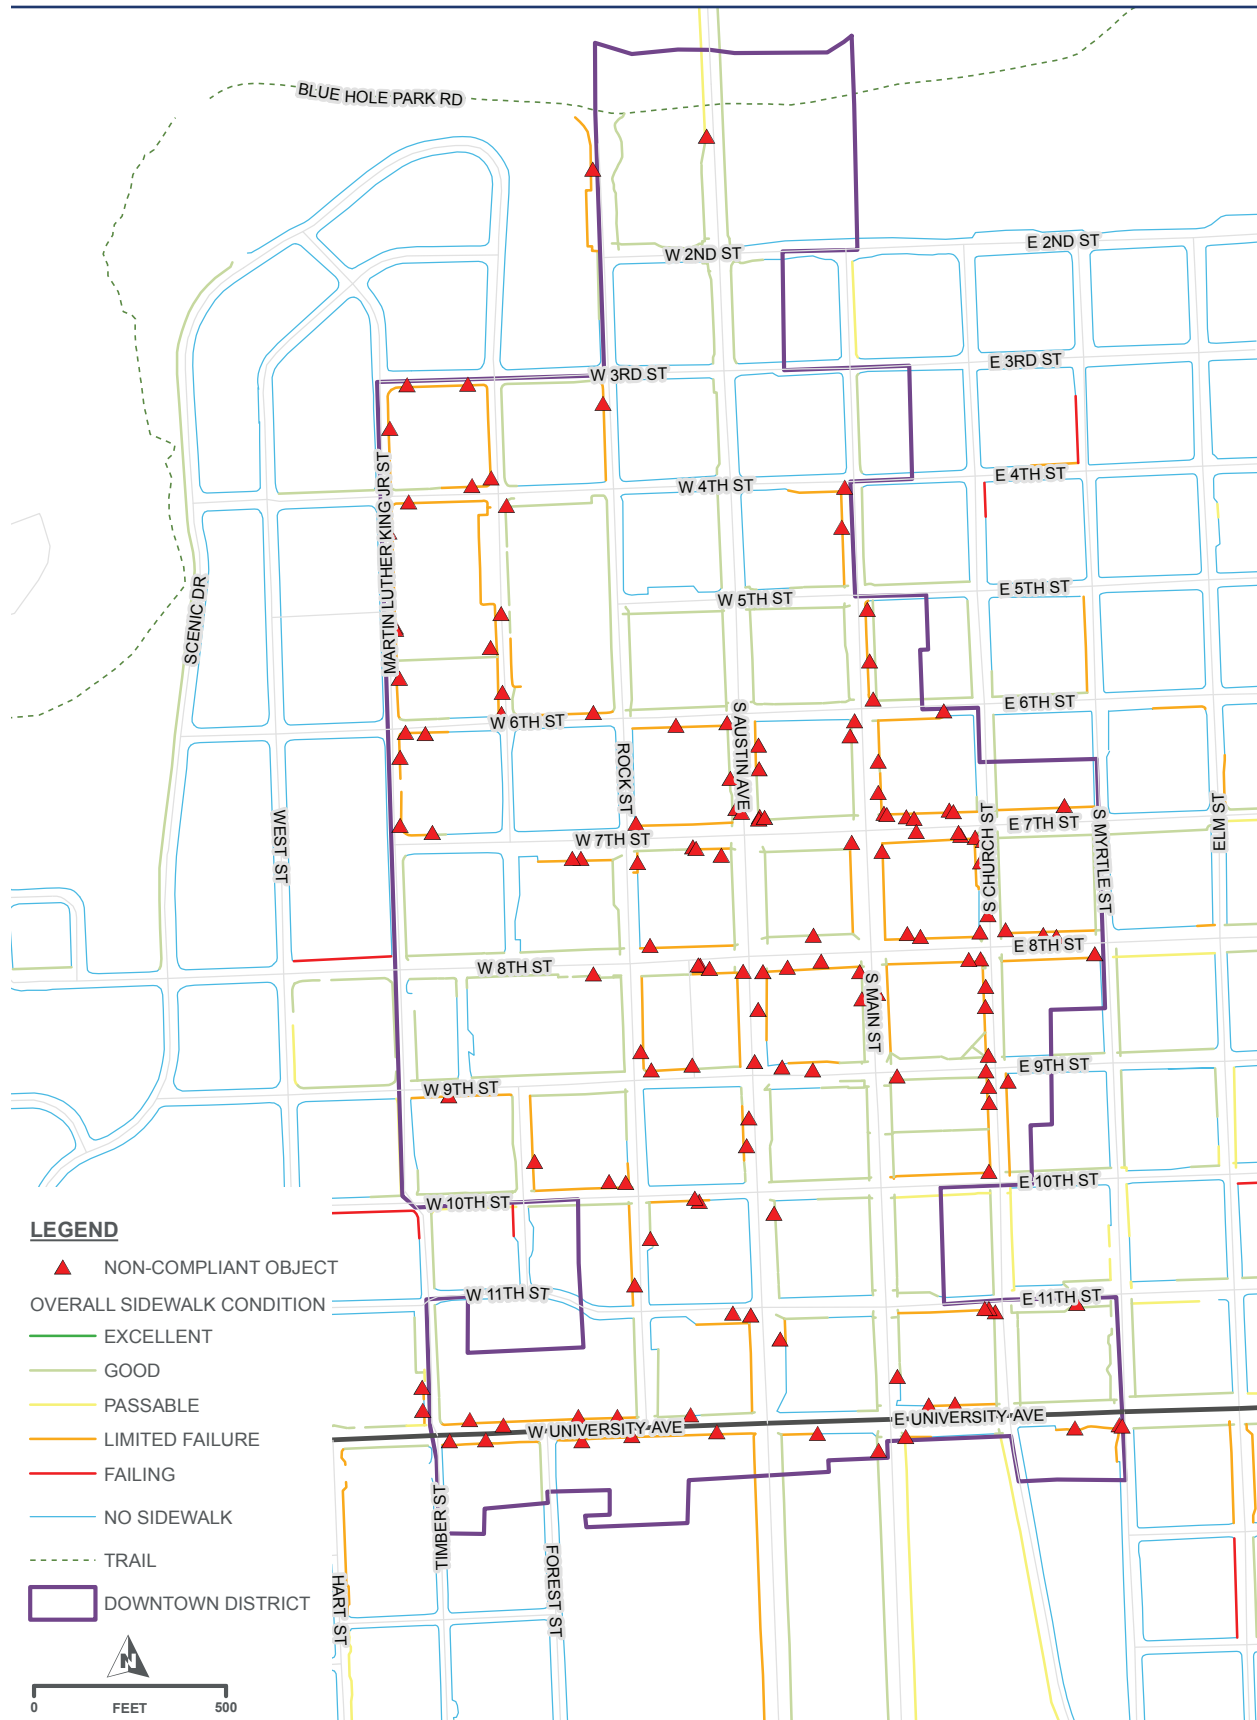 BLUE HOLE PARK RD
W 2ND ST
E 2ND ST
W 3RD ST
E 3RD ST
W 4TH ST
E 4TH ST
MARTIN LUTHER KING JR ST
SCENIC DR
W 5TH ST
E 5TH ST
W 6TH ST
E 6TH ST
ROCK ST
S AUSTIN AVE
WEST ST
W 7TH ST
E 7TH ST
S CHURCH ST
S MYRTLE ST
ELM ST
W 8TH ST
E 8TH ST
S MAIN ST
W 9TH ST
E 9TH ST
W 10TH ST
E 10TH ST
W 11TH ST
E 11TH ST
W UNIVERSITY AVE
E UNIVERSITY AVE
TIMBER ST
FOREST ST
HART ST
LEGEND
NON-COMPLIANT OBJECT
OVERALL SIDEWALK CONDITION
EXCELLENT
GOOD
PASSABLE
LIMITED FAILURE
FAILING
NO SIDEWALK
TRAIL
DOWNTOWN DISTRICT
N
0 FEET 500